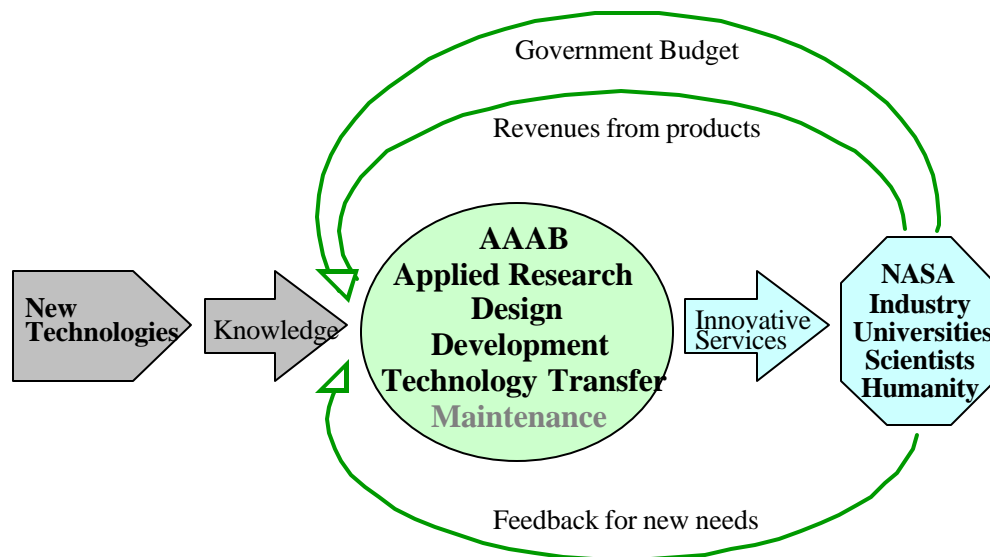 Government Budget
Revenues from products
New
Technologies
Knowledge
AAAB
Applied Research
Design
Development
Technology Transfer
Maintenance
Innovative
Services
NASA
Industry
Universities
Scientists
Humanity
Feedback for new needs